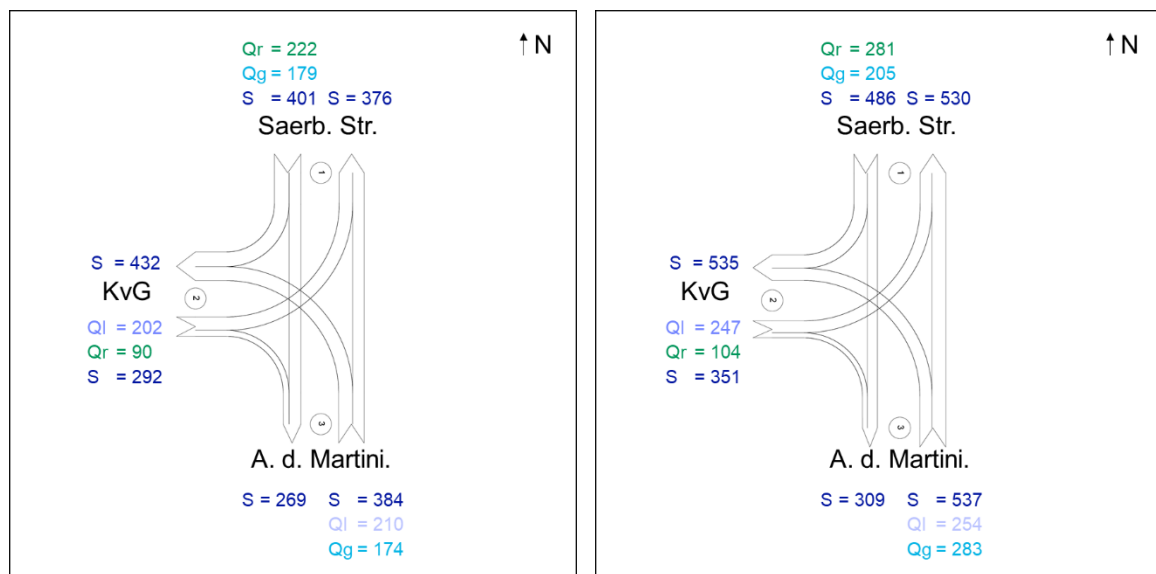 ↑ N
Qr = 222
Qg = 179
S = 401 S = 376
Saerb. Str.
1
S = 432
KvG
2
Ql = 202
Qr = 90
S = 292
3
A. d. Martini.
S = 269 S = 384
Ql = 210
Qg = 174
↑ N
Qr = 281
Qg = 205
S = 486 S = 530
Saerb. Str.
1
S = 535
KvG
2
Ql = 247
Qr = 104
S = 351
3
A. d. Martini.
S = 309 S = 537
Ql = 254
Qg = 283